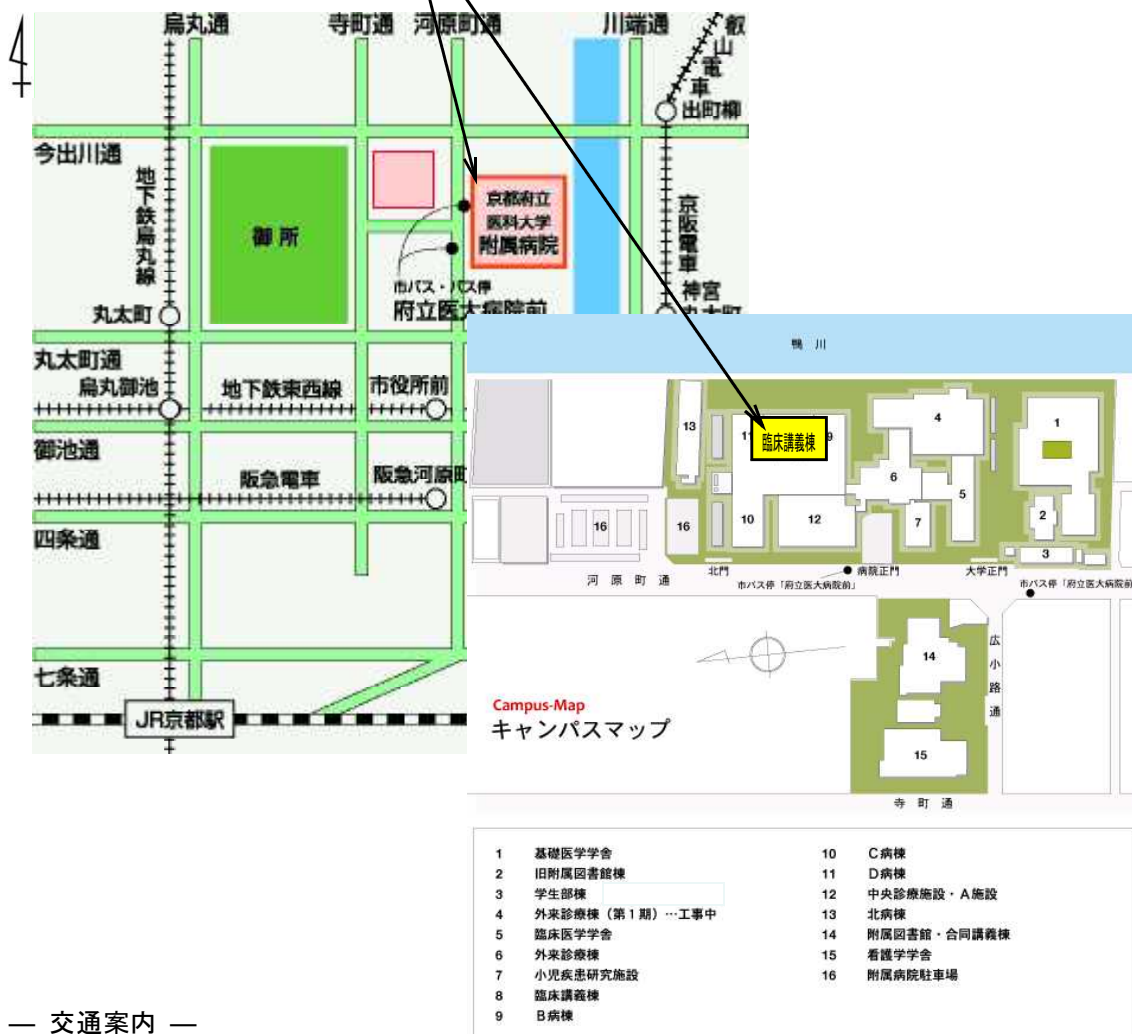 烏丸通
寺町通
河原町通
川端通
叡山電車
出町柳
今出川通
地下鉄烏丸線
御所
京都府立
医科大学
附属病院
京阪電車
市バス・バス停
府立医大病院前
神宮
丸太町
丸太町通
烏丸御池
地下鉄東西線
市役所前
御池通
阪急電車
阪急河原町
四条通
七条通
JR京都駅
鴨川
13
11
臨床講義棟
9
4
1
6
5
16
16
10
12
7
2
3
河原町通
北門
市バス停「府立医大病院前」
病院正門
大学正門
市バス停「府立医大病院前
14
広小路通
15
Campus-Map
キャンパスマップ
寺町通
1 基礎医学学舎
2 旧附属図書館棟
3 学生部棟
4 外来診療棟（第1期）…工事中
5 臨床医学学舎
6 外来診療棟
7 小児疾患研究施設
8 臨床講義棟
9 B病棟
10 C病棟
11 D病棟
12 中央診療施設・A施設
13 北病棟
14 附属図書館・合同講義棟
15 看護学学舎
16 附属病院駐車場
― 交通案内 ―